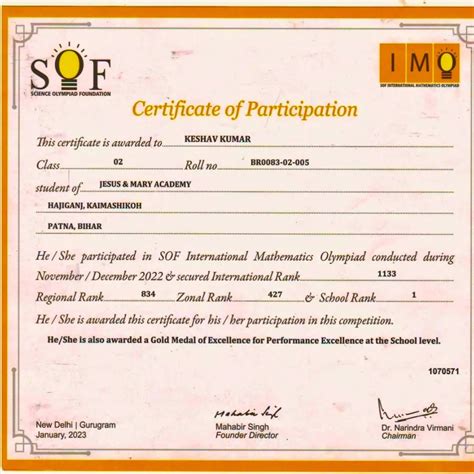 SOF
SCIENCE OLYMPIAD FOUNDATION
IMO
SOF INTERNATIONAL MATHEMATICS OLYMPIAD
Certificate of Participation
This certificate is awarded to KESHAV KUMAR
Class 02 Roll no BR0083-02-005
student of JESUS & MARY ACADEMY
HAJIGANJ, KAIMASHIKOH
PATNA, BIHAR
He / She participated in SOF International Mathematics Olympiad conducted during
November / December 2022 & secured International Rank 1133
Regional Rank 834 Zonal Rank 427 & School Rank 1
He / She is awarded this certificate for his / her participation in this competition.
He/She is also awarded a Gold Medal of Excellence for Performance Excellence at the School level.
1070571
Mahabir Singh
New Delhi | Gurugram Mahabir Singh Dr. Narindra Virmani
January, 2023 Founder Director Chairman